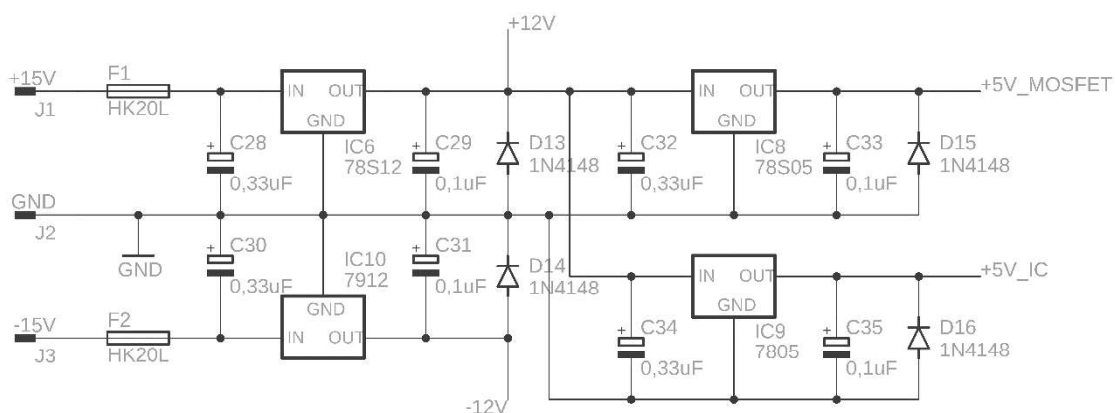 +12V
+15V
J1
F1
HK20L
IN OUT
GND
IC6
78S12
+
C28
0,33uF
+
C29
0,1uF
D13
1N4148
+
C32
0,33uF
IN OUT
GND
IC8
78S05
+
C33
0,1uF
D15
1N4148
+5V_MOSFET
GND
J2
GND
+
C30
0,33uF
IC10
7912
GND
IN OUT
+
C31
0,1uF
D14
1N4148
-15V
J3
F2
HK20L
-12V
+
C34
0,33uF
IN OUT
GND
IC9
7805
+
C35
0,1uF
D16
1N4148
+5V_IC